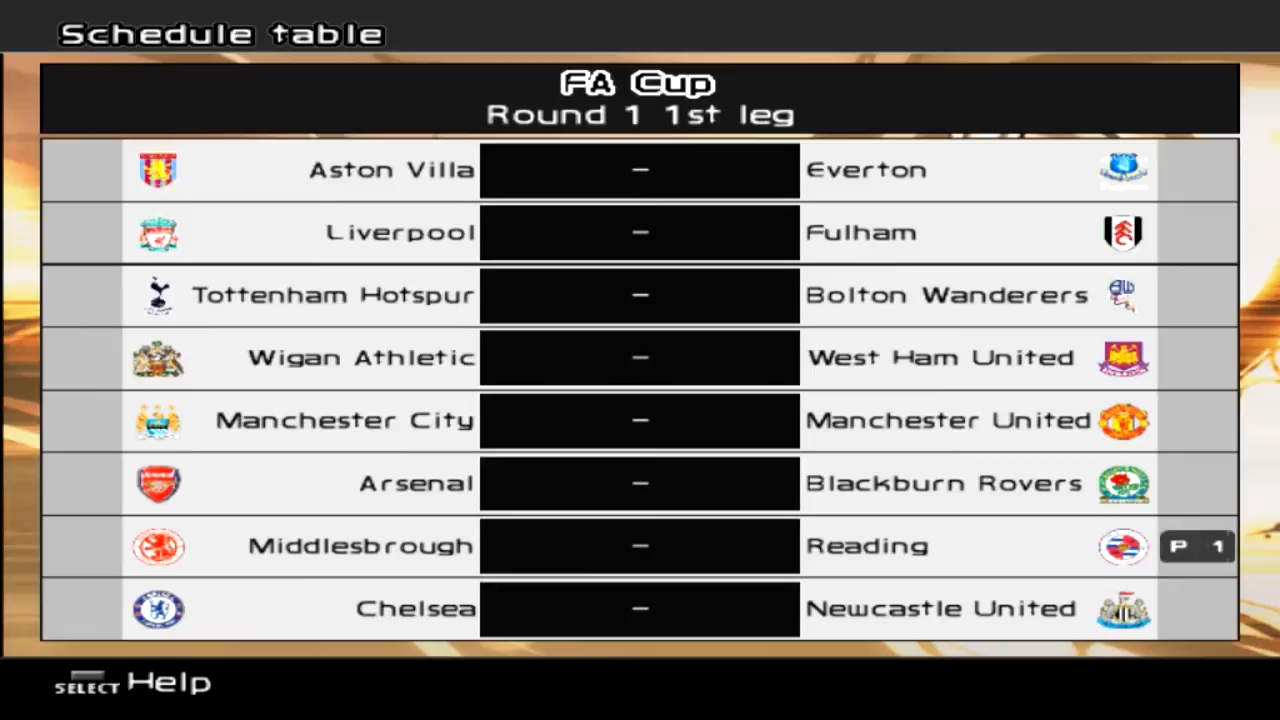 Schedule table
FA Cup
Round 1 1st leg
Aston Villa – Everton
Liverpool – Fulham
Tottenham Hotspur – Bolton Wanderers
Wigan Athletic – West Ham United
Manchester City – Manchester United
Arsenal – Blackburn Rovers
Middlesbrough – Reading P 1
Chelsea – Newcastle United
SELECT Help